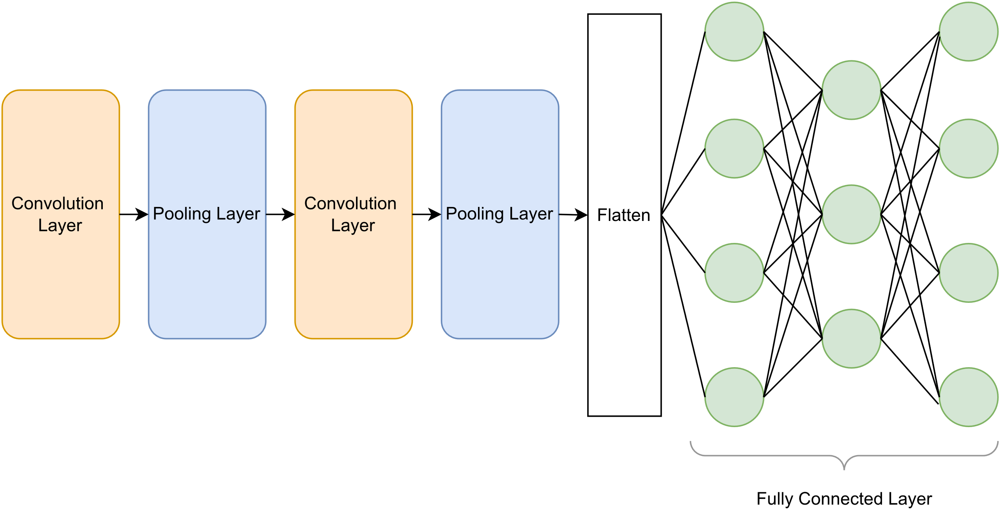 Convolution
Layer
Pooling Layer
Convolution
Layer
Pooling Layer
Flatten
Fully Connected Layer